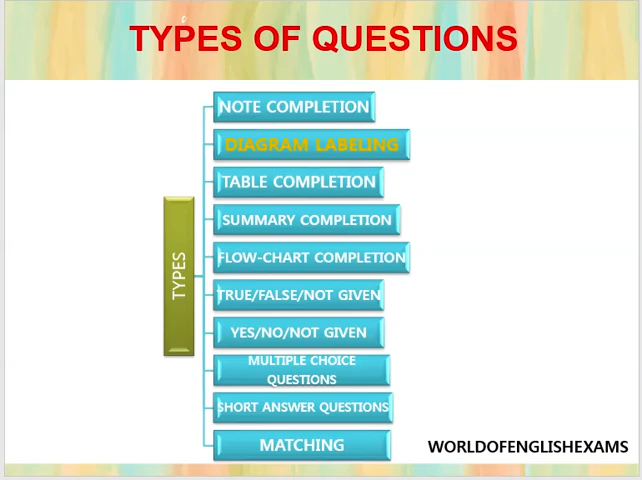 TYPES OF QUESTIONS
NOTE COMPLETION
DIAGRAM LABELING
TABLE COMPLETION
SUMMARY COMPLETION
FLOW-CHART COMPLETION
TYPES
TRUE/FALSE/NOT GIVEN
YES/NO/NOT GIVEN
MULTIPLE CHOICE
QUESTIONS
SHORT ANSWER QUESTIONS
MATCHING
WORLDOFENGLISHEXAMS